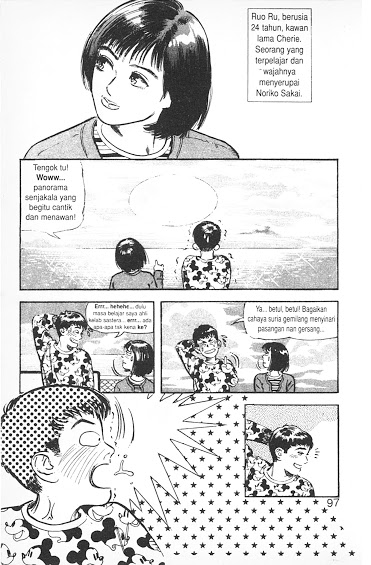 Ruo Ru, berusia
24 tahun, kawan
lama Cherie.
Seorang yang
terpelajar dan
wajahnya
menyerupai
Noriko Sakai.
Tengok tu!
Woww...
panorama
senjakala yang
begitu cantik
dan menawan!
Errr... hehehe... dulu
masa belajar saya ahli
kelab sastera... errr... ada
apa-apa tak kena ke?
Ya... betul, betul! Bagaikan
cahaya suria gemilang menyinari
pasangan nan gersang...
97